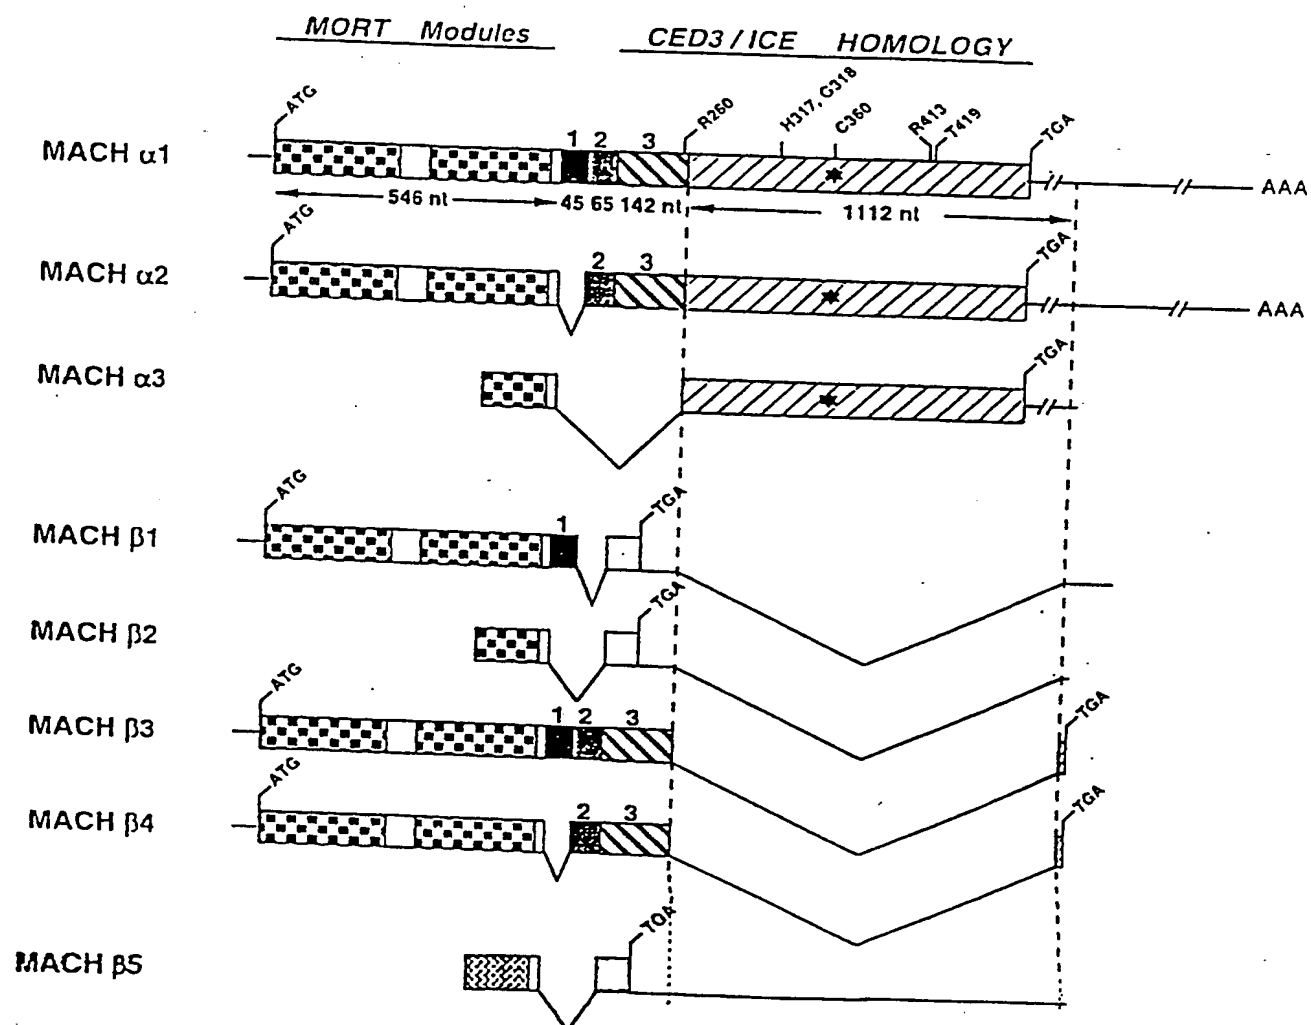 MORT Modules CED3 / ICE HOMOLOGY
ATG R260 H317, G318 C360 R413 T419 TGA
MACH α1 1 2 3 AAA
546 nt 45 65 142 nt 1112 nt
ATG TGA
MACH α2 2 3 AAA
TGA
MACH α3
ATG TGA
MACH β1 1
TGA
MACH β2
ATG TGA
MACH β3 1 2 3
ATG TGA
MACH β4 2 3
TGA
MACH β5